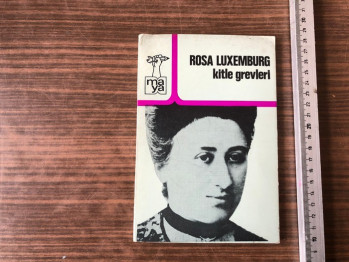 ROSA LUXEMBURG
kitle grevleri
ma
ya